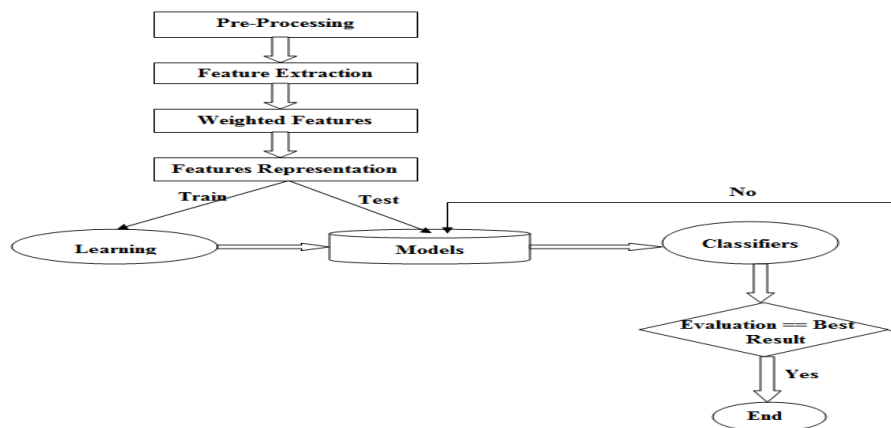 Pre-Processing
Feature Extraction
Weighted Features
Features Representation
Train
Test
No
Learning
Models
Classifiers
Evaluation == Best
Result
Yes
End